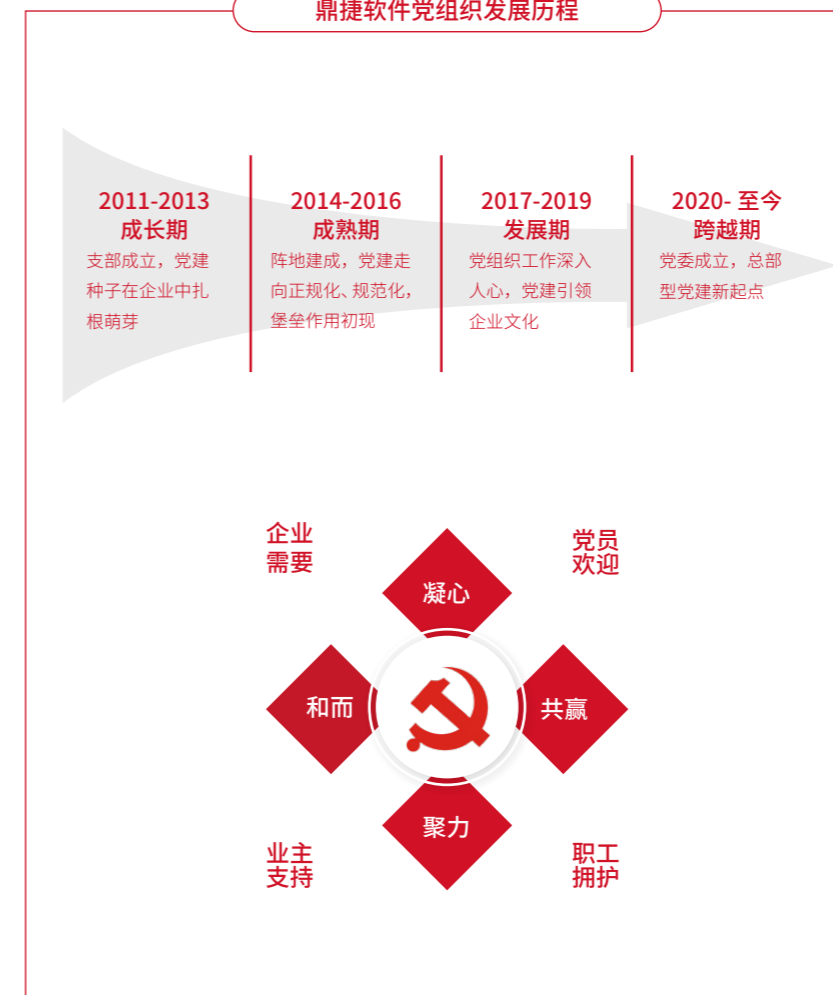 鼎捷软件党组织发展历程
2011-2013
成长期
支部成立，党建
种子在企业中扎
根萌芽
2014-2016
成熟期
阵地建成，党建走
向正规化、规范化，
堡垒作用初现
2017-2019
发展期
党组织工作深入
人心，党建引领
企业文化
2020- 至今
跨越期
党委成立，总部
型党建新起点
企业
需要
党员
欢迎
凝心
和而
共赢
聚力
业主
支持
职工
拥护